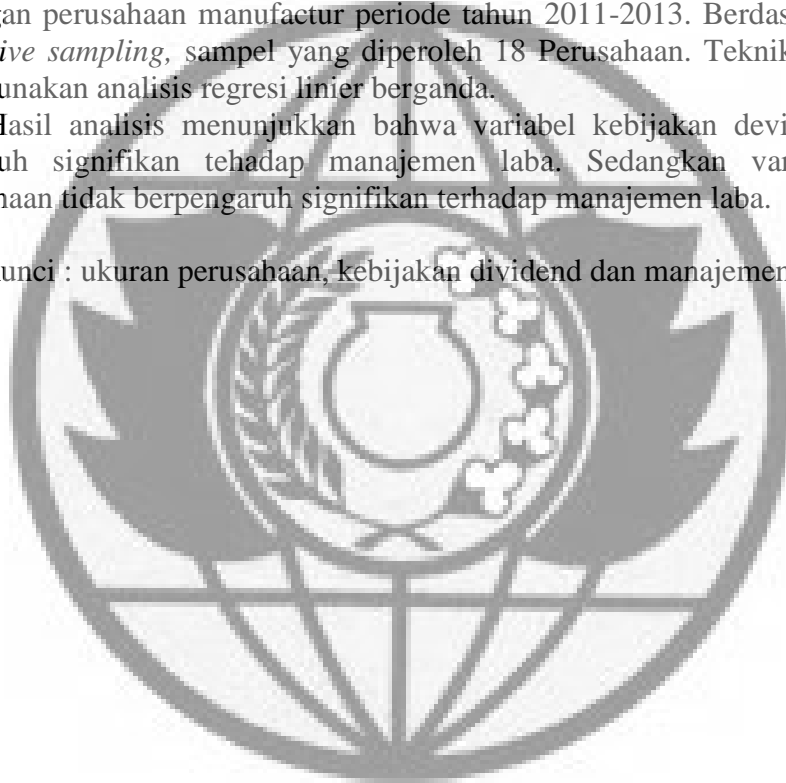 gan perusahaan manufactur periode tahun 2011-2013. Berdas
ive sampling, sampel yang diperoleh 18 Perusahaan. Teknik
unakan analisis regresi linier berganda.
Hasil analisis menunjukkan bahwa variabel kebijakan devi
uh signifikan tehadap manajemen laba. Sedangkan var
naan tidak berpengaruh signifikan terhadap manajemen laba.
unci : ukuran perusahaan, kebijakan dividend dan manajemen